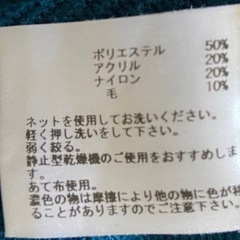 ポリエステル 50%
アクリル 20%
ナイロン 20%
毛 10%
ネットを使用してお洗いください。
軽く押し洗いをして下さい。
弱く絞る。
静止型乾燥機のご使用をおすすめしま
す。
あて布使用。
濃色の物は摩擦により他の物に色が移
ることがありますのでご注意下さい。